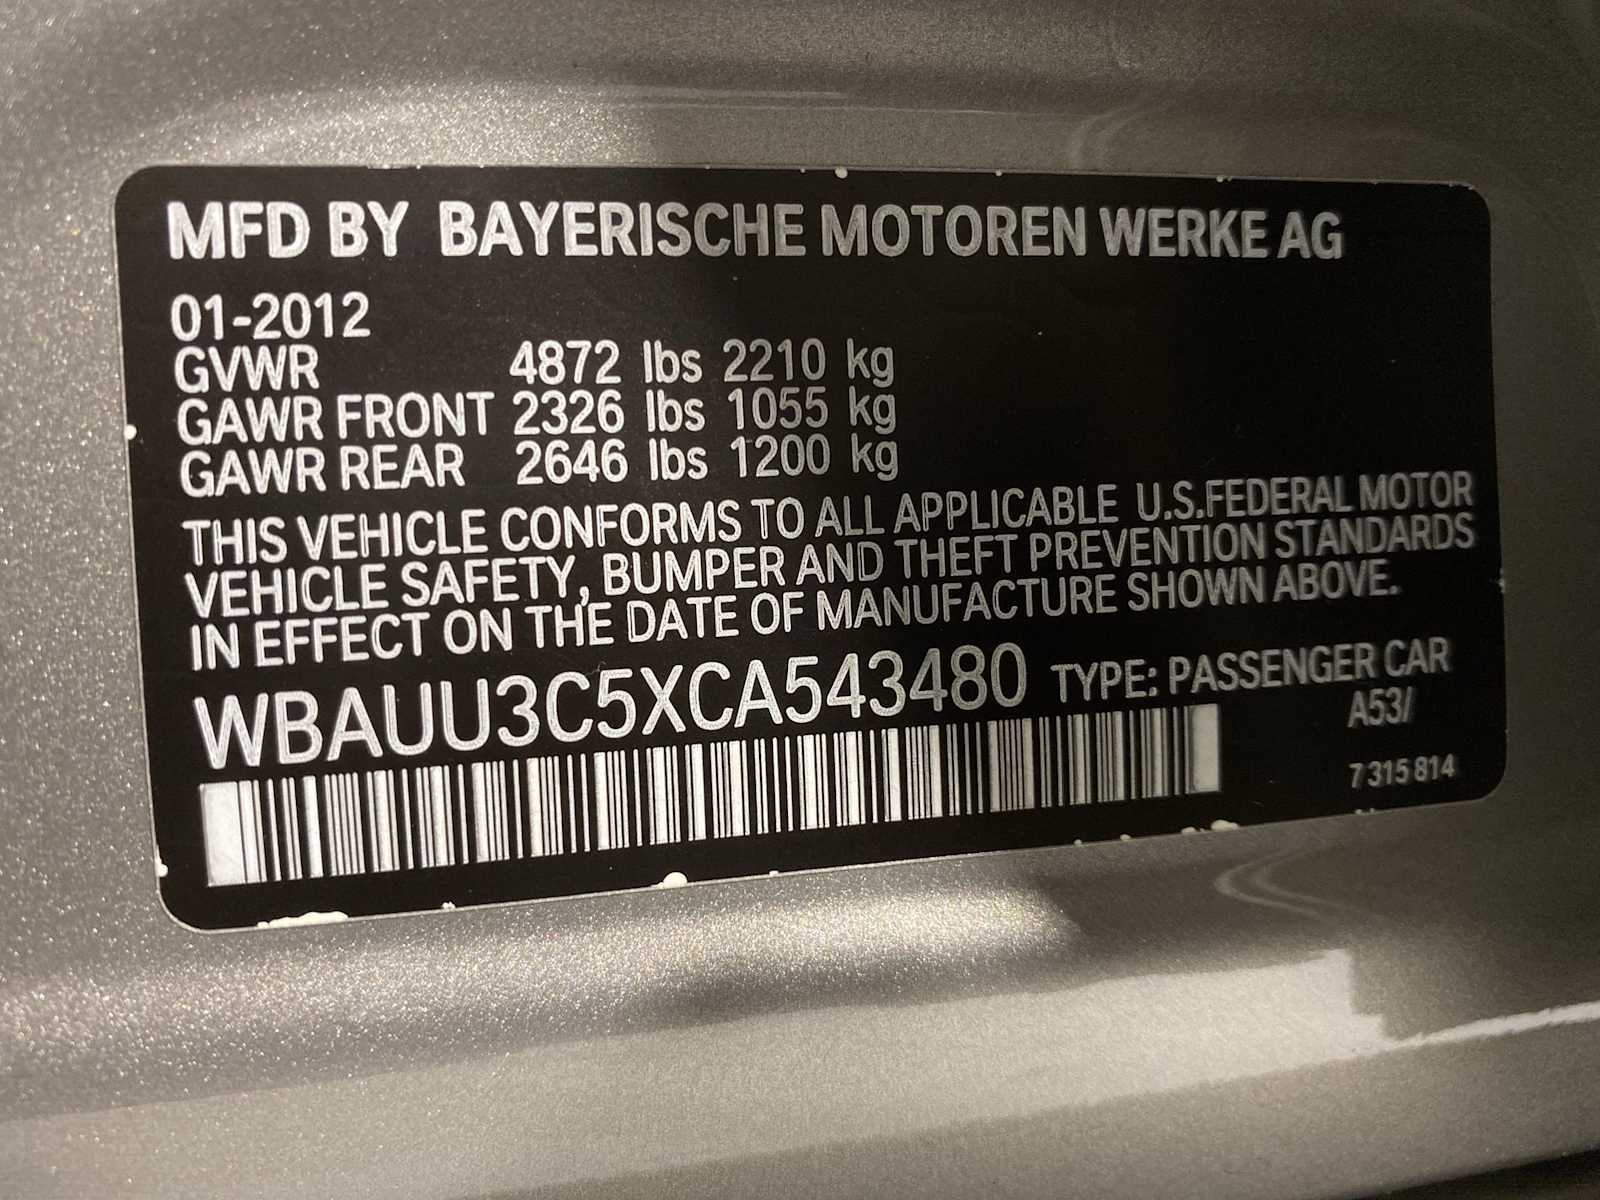 MFD BY BAYERISCHE MOTOREN WERKE AG
01-2012
GVWR 4872 lbs 2210 kg
GAWR FRONT 2326 lbs 1055 kg
GAWR REAR 2646 lbs 1200 kg
THIS VEHICLE CONFORMS TO ALL APPLICABLE U.S.FEDERAL MOTOR
VEHICLE SAFETY, BUMPER AND THEFT PREVENTION STANDARDS
IN EFFECT ON THE DATE OF MANUFACTURE SHOWN ABOVE.
WBAUU3C5XCA543480 TYPE: PASSENGER CAR
A53/
7 315 814